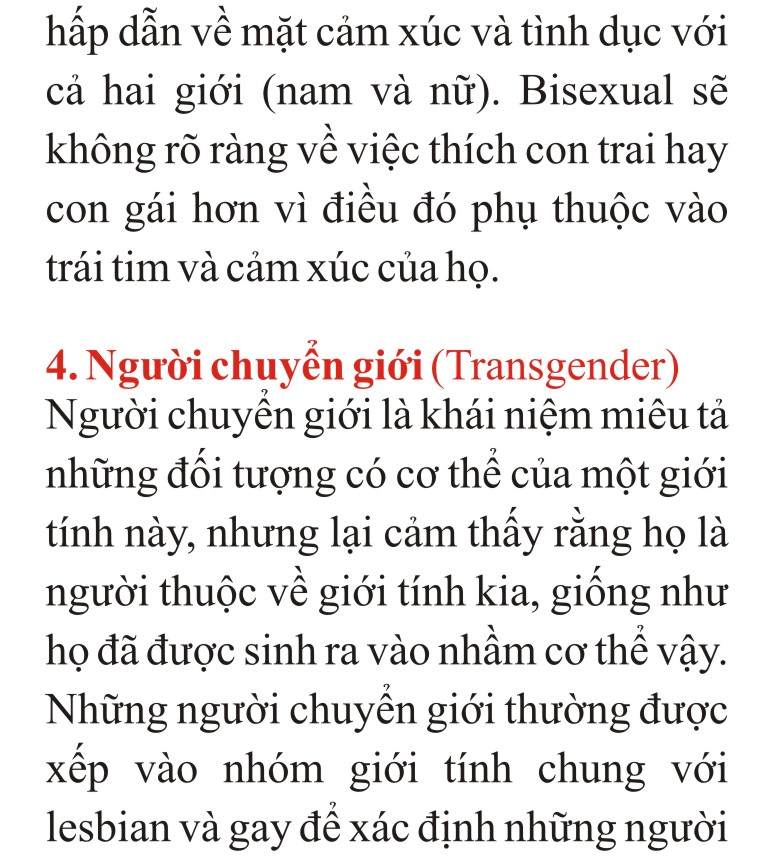 hấp dẫn về mặt cảm xúc và tình dục với
cả hai giới (nam và nữ). Bisexual sẽ
không rõ ràng về việc thích con trai hay
con gái hơn vì điều đó phụ thuộc vào
trái tim và cảm xúc của họ.
4. Người chuyển giới (Transgender)
Người chuyển giới là khái niệm miêu tả
những đối tượng có cơ thể của một giới
tính này, nhưng lại cảm thấy rằng họ là
người thuộc về giới tính kia, giống như
họ đã được sinh ra vào nhầm cơ thể vậy.
Những người chuyển giới thường được
xếp vào nhóm giới tính chung với
lesbian và gay để xác định những người